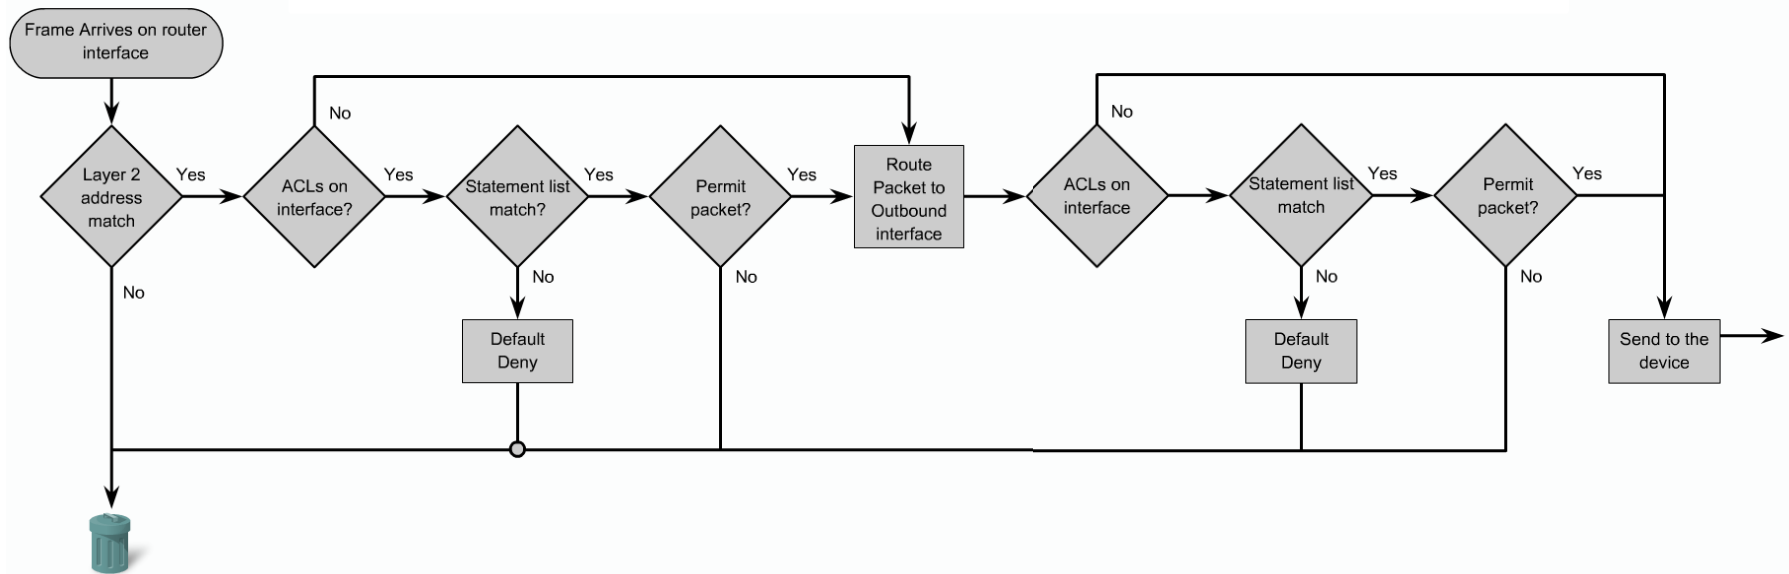 Frame Arrives on router
interface
No
No
Layer 2
address
match
Yes
ACLs on
interface?
Yes
Statement list
match?
Yes
Permit
packet?
Yes
Route
Packet to
Outbound
interface
ACLs on
interface
Statement list
match
Yes
Permit
packet?
Yes
No
No
No
No
No
Default
Deny
Default
Deny
Send to the
device